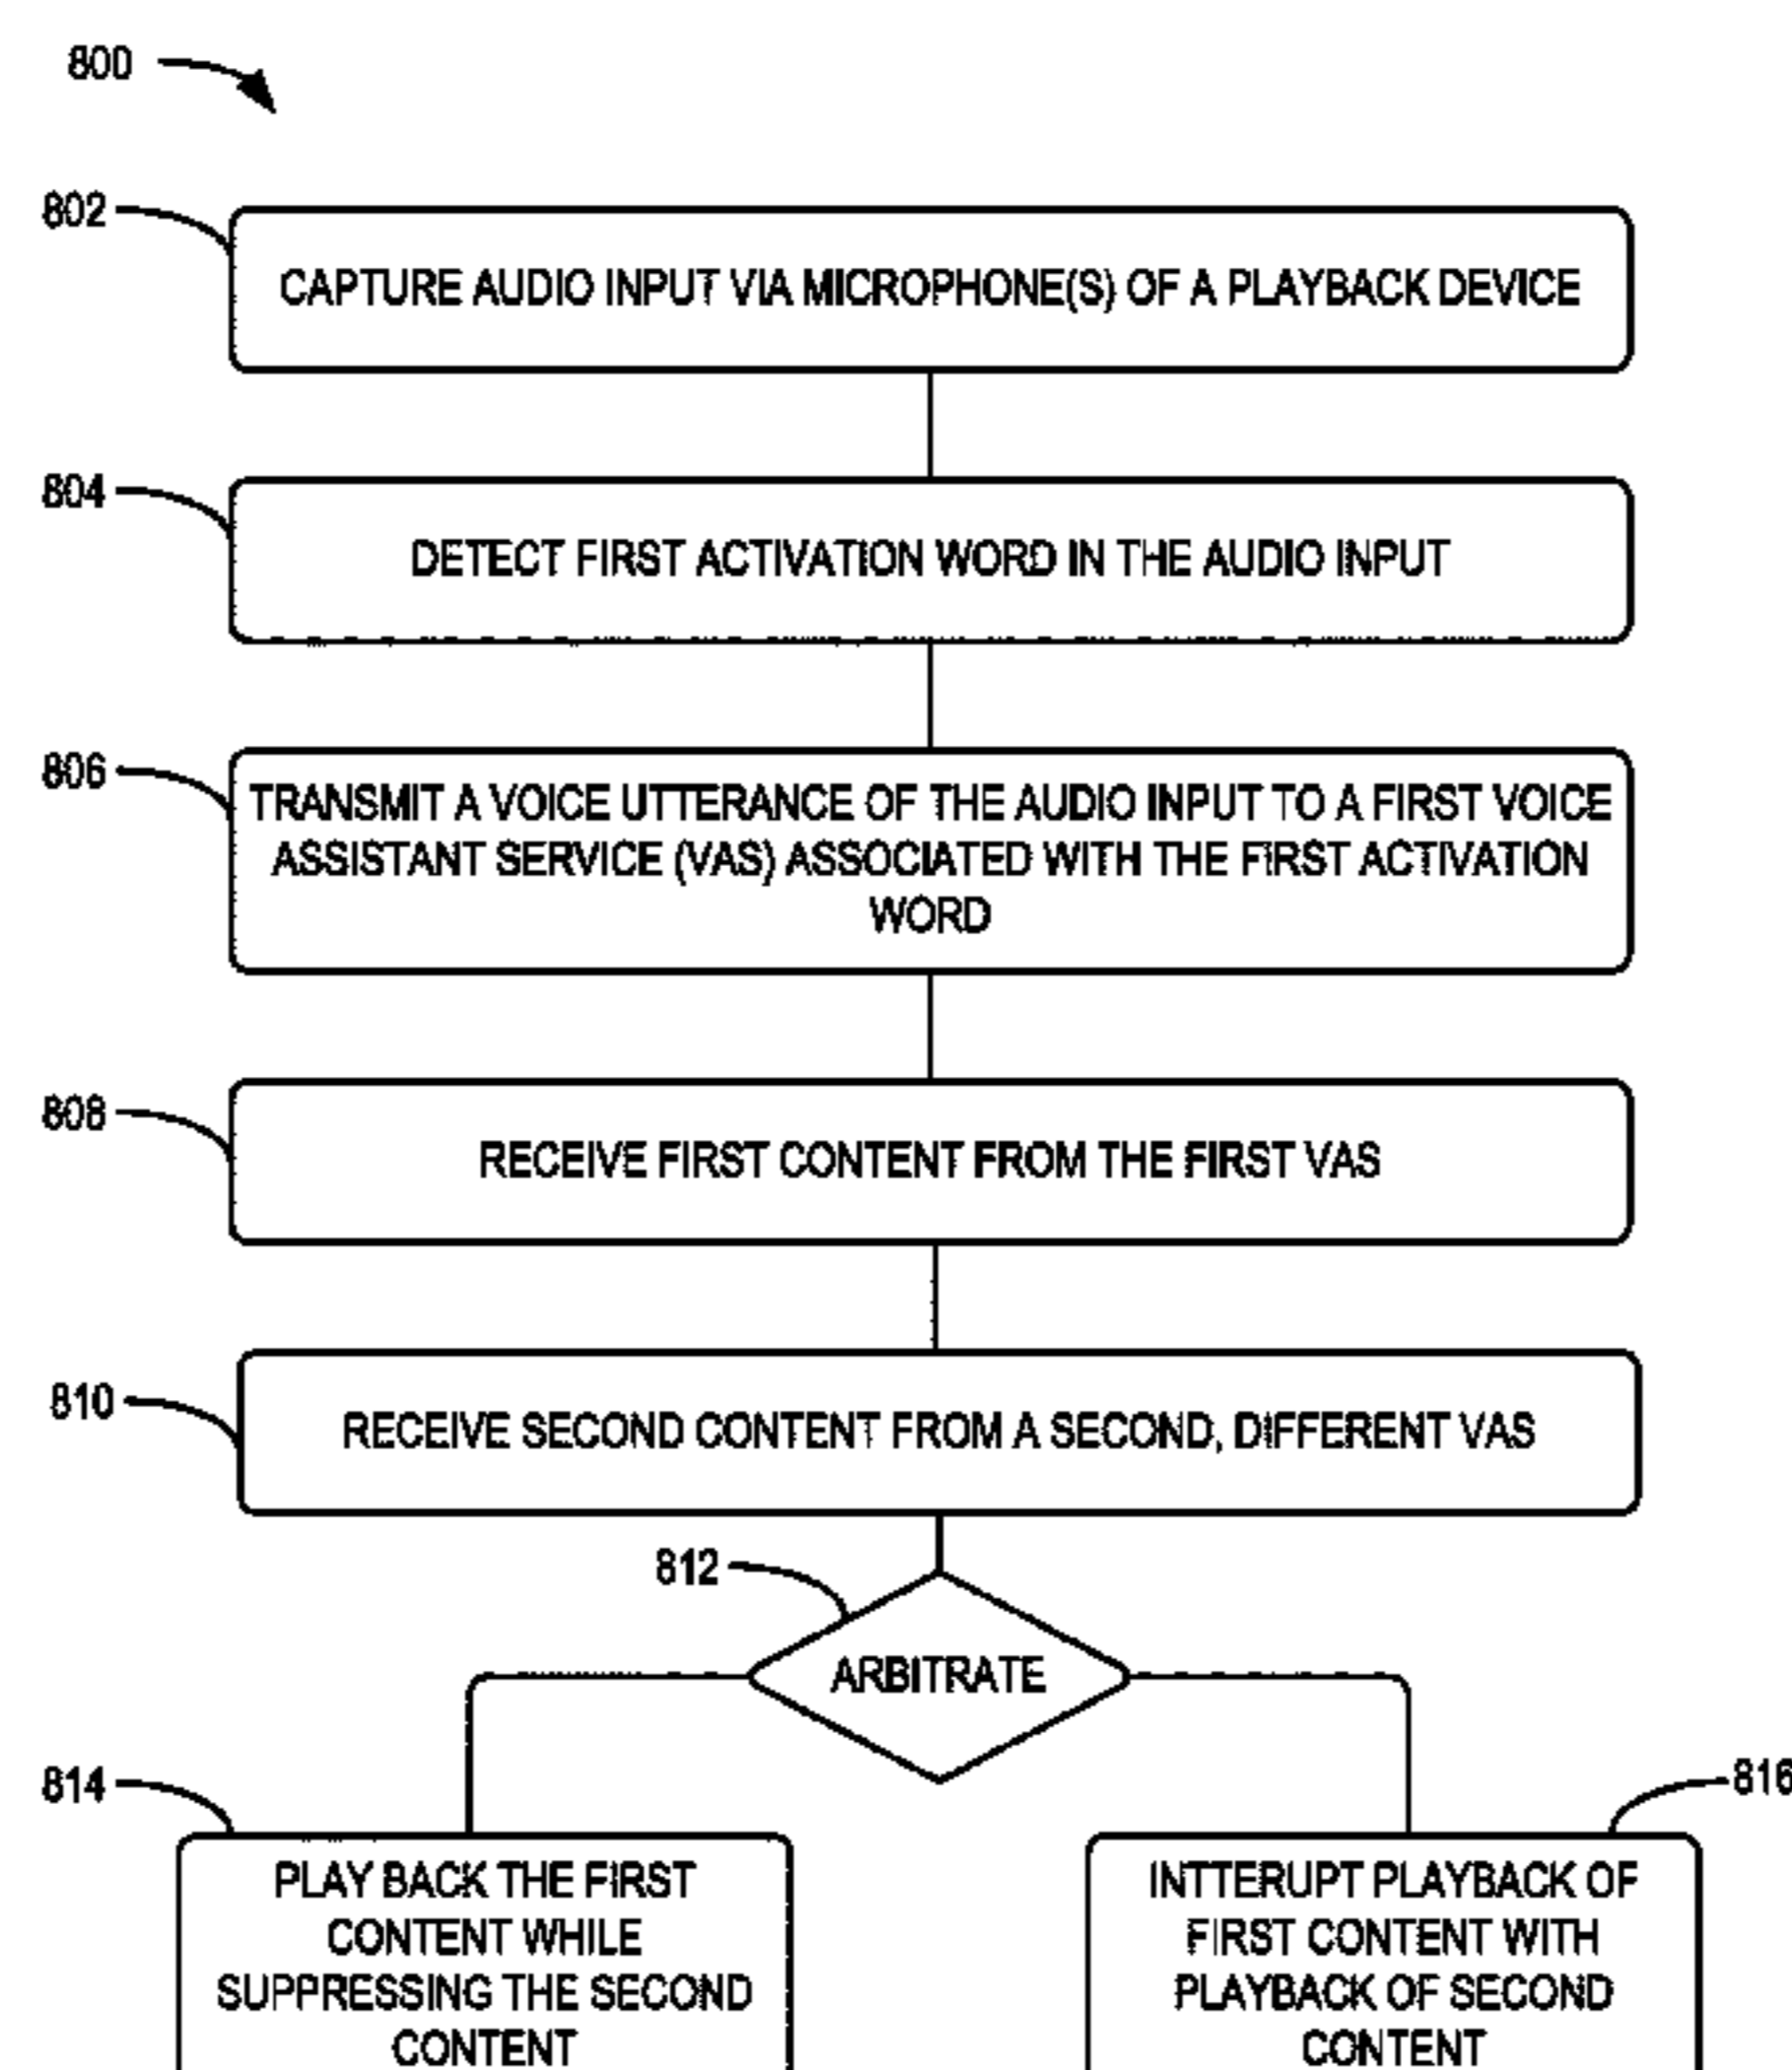 800
802
CAPTURE AUDIO INPUT VIA MICROPHONE(S) OF A PLAYBACK DEVICE
804
DETECT FIRST ACTIVATION WORD IN THE AUDIO INPUT
806
TRANSMIT A VOICE UTTERANCE OF THE AUDIO INPUT TO A FIRST VOICE
ASSISTANT SERVICE (VAS) ASSOCIATED WITH THE FIRST ACTIVATION
WORD
808
RECEIVE FIRST CONTENT FROM THE FIRST VAS
810
RECEIVE SECOND CONTENT FROM A SECOND, DIFFERENT VAS
812
ARBITRATE
814
PLAY BACK THE FIRST
CONTENT WHILE
SUPPRESSING THE SECOND
CONTENT
816
INTTERUPT PLAYBACK OF
FIRST CONTENT WITH
PLAYBACK OF SECOND
CONTENT